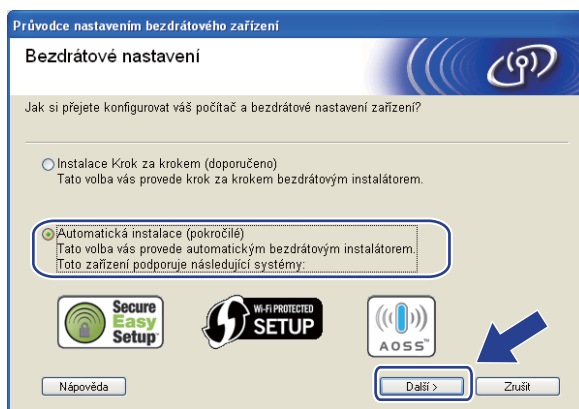 Průvodce nastavením bezdrátového zařízení
Bezdrátové nastavení
Jak si přejete konfigurovat váš počítač a bezdrátové nastavení zařízení?
Instalace Krok za krokem (doporučeno)
Tato volba vás provede krok za krokem bezdrátovým instalátorem.
Automatická instalace (pokročilé)
Tato volba vás provede automatickým bezdrátovým instalátorem.
Toto zařízení podporuje následující systémy:
Secure
Easy
Setup
Wi-Fi PROTECTED
SETUP
AOSS™
Nápověda
Další >
Zrušit